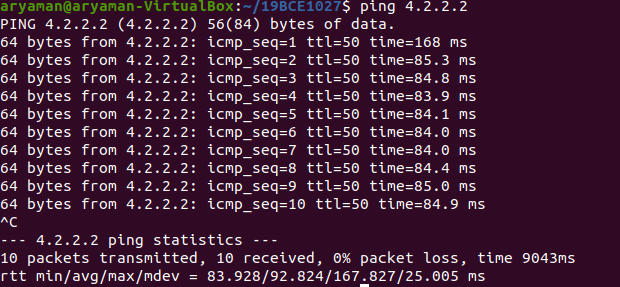 aryaman@aryaman-VirtualBox:~/19BCE1027$ ping 4.2.2.2
PING 4.2.2.2 (4.2.2.2) 56(84) bytes of data.
64 bytes from 4.2.2.2: icmp_seq=1 ttl=50 time=168 ms
64 bytes from 4.2.2.2: icmp_seq=2 ttl=50 time=85.3 ms
64 bytes from 4.2.2.2: icmp_seq=3 ttl=50 time=84.8 ms
64 bytes from 4.2.2.2: icmp_seq=4 ttl=50 time=83.9 ms
64 bytes from 4.2.2.2: icmp_seq=5 ttl=50 time=84.1 ms
64 bytes from 4.2.2.2: icmp_seq=6 ttl=50 time=84.0 ms
64 bytes from 4.2.2.2: icmp_seq=7 ttl=50 time=84.0 ms
64 bytes from 4.2.2.2: icmp_seq=8 ttl=50 time=84.4 ms
64 bytes from 4.2.2.2: icmp_seq=9 ttl=50 time=85.0 ms
64 bytes from 4.2.2.2: icmp_seq=10 ttl=50 time=84.9 ms
^C
--- 4.2.2.2 ping statistics ---
10 packets transmitted, 10 received, 0% packet loss, time 9043ms
rtt min/avg/max/mdev = 83.928/92.824/167.827/25.005 ms